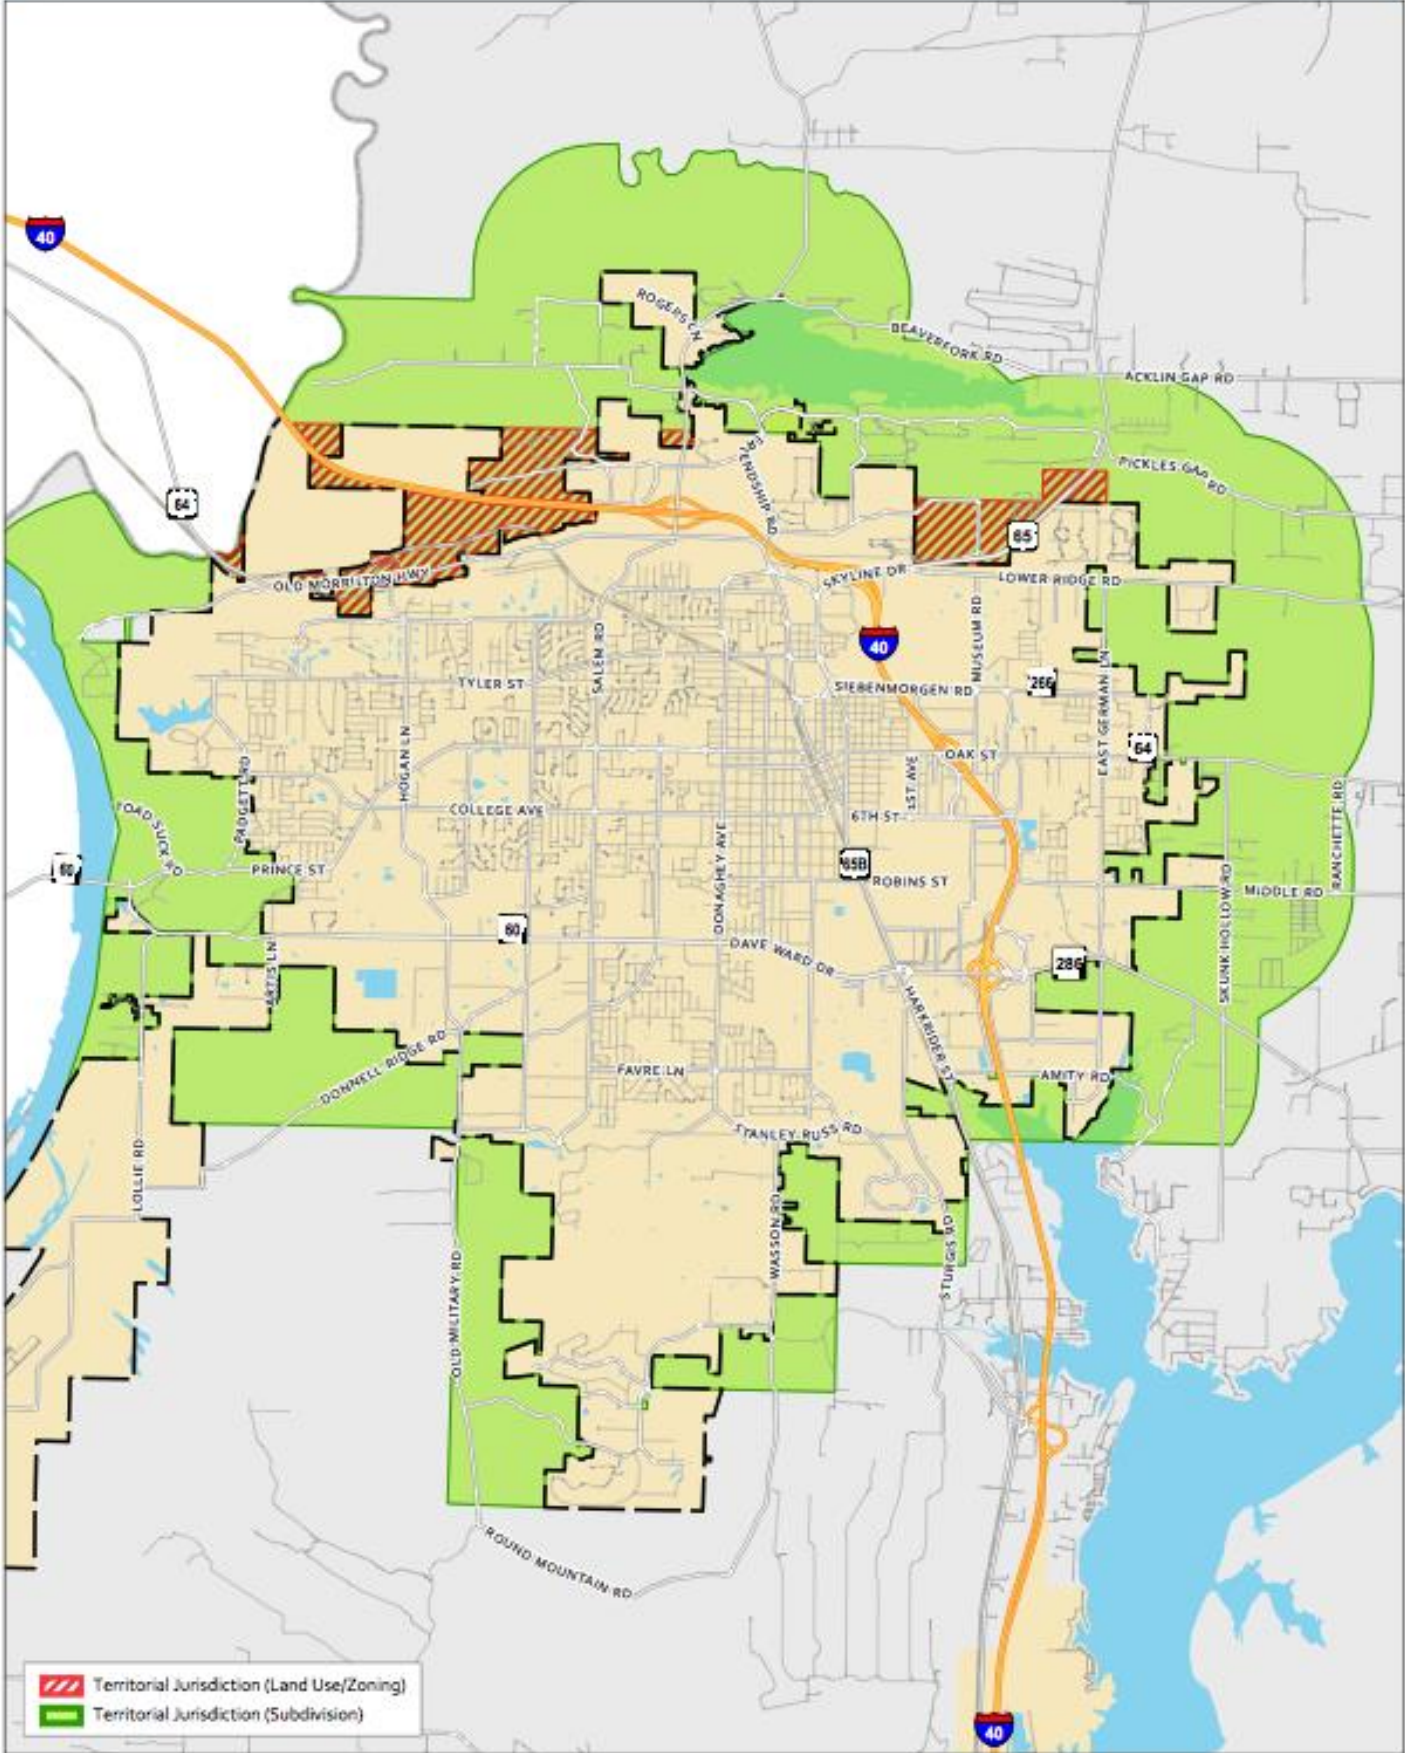 40
ROGERS LN
BEAVERFORK RD
ACKLIN GAP RD
PICKLES GAP RD
64
65
OLD MORRILTON HWY
SKYLINE DR
LOWER RIDGE RD
40
MUSEUM RD
SALEM RD
TYLER ST
SIEBENMORGEN RD
266
EAST GERMAN LN
64
OAK ST
HOGAN LN
PADGETT RD
1ST AVE
COLLEGE AVE
6TH ST
RANCHETTE RD
TOAD SUCK RD
DONAGHEY AVE
60
PRINCE ST
65B
ROBINS ST
MIDDLE RD
SKUNK HOLLOW RD
60
DAVE WARD DR
286
ARTIS LN
HARKRIDER ST
DONNELL RIDGE RD
FAVRE LN
AMITY RD
STANLEY RUSS RD
LOLLIE RD
WASSON RD
STURGIS RD
OLD MILITARY RD
ROUND MOUNTAIN RD
Territorial Jurisdiction (Land Use/Zoning)
Territorial Jurisdiction (Subdivision)
40